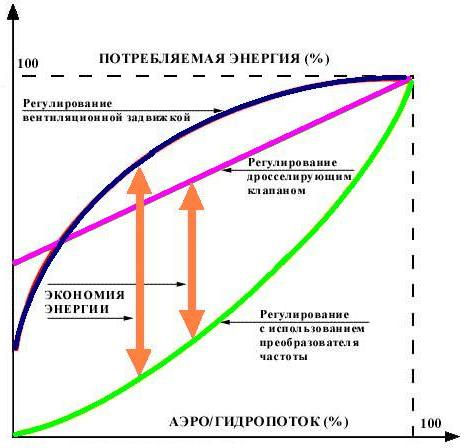 ПОТРЕБЛЯЕМАЯ ЭНЕРГИЯ (%)
100
Регулирование
вентиляционной задвижкой
Регулирование
дросселирующим
клапаном
ЭКОНОМИЯ
ЭНЕРГИИ
Регулирование
с использованием
преобразователя
частоты
АЭРО/ГИДРОПОТОК (%)
100